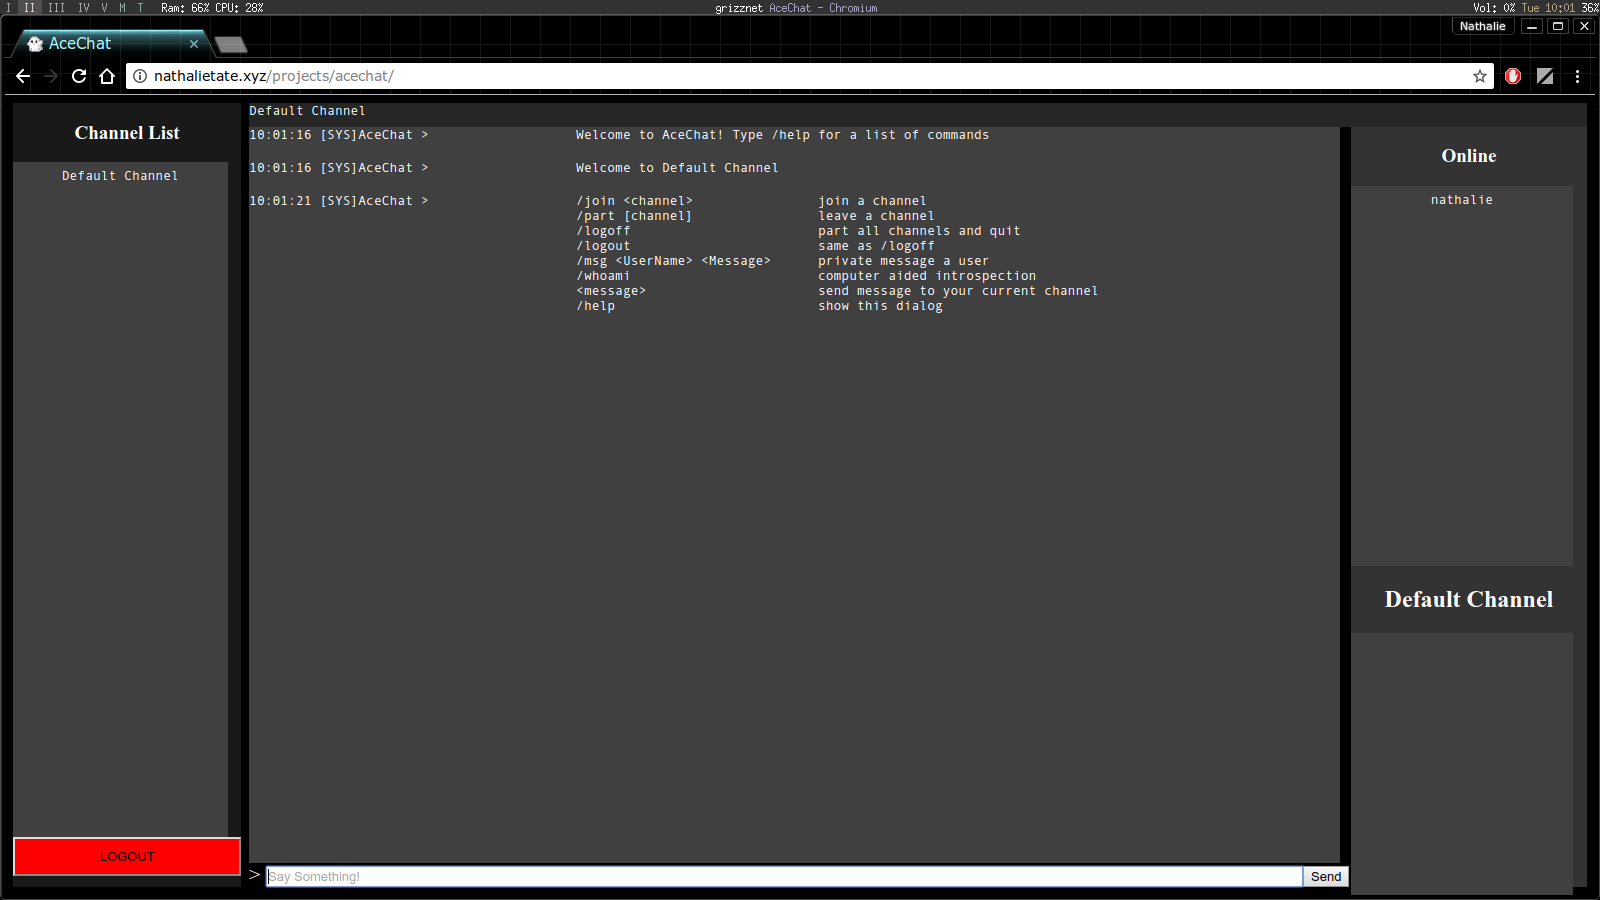 I II III IV V M T Ram: 66% CPU: 28% grizznet AceChat - Chromium Vol: 0% Tue 10:01 36%
Nathalie
AceChat
nathalietate.xyz/projects/acechat/
Channel List
Default Channel
LOGOUT
Default Channel
10:01:16 [SYS]AceChat > Welcome to AceChat! Type /help for a list of commands
10:01:16 [SYS]AceChat > Welcome to Default Channel
10:01:21 [SYS]AceChat > /join <channel> join a channel
/part [channel] leave a channel
/logoff part all channels and quit
/logout same as /logoff
/msg <UserName> <Message> private message a user
/whoami computer aided introspection
<message> send message to your current channel
/help show this dialog
> Say Something! Send
Online
nathalie
Default Channel